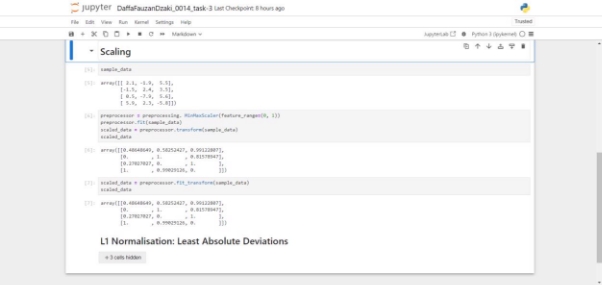 jupyter DaffaFauzanDzaki_0014_task-3 Last Checkpoint: 8 hours ago
File Edit View Run Kernel Settings Help
Trusted
Markdown
JupyterLab
Python 3 (ipykernel)
Scaling
sample_data
array([[ 2.1, -1.9, 5.5],
[-1.5, 2.4, 3.5],
[ 0.5, -7.9, 5.6],
[ 5.9, 2.3, -5.8]])
preprocessor = preprocessing. MinMaxScaler(feature_range=(0, 1))
preprocessor.fit(sample_data)
scaled_data = preprocessor.transform(sample_data)
scaled_data
array([[0.48648649, 0.58252427, 0.99122807],
[0. , 1. , 0.81578947],
[0.27027027, 0. , 1. ],
[1. , 0.99029126, 0. ]])
scaled_data = preprocessor.fit_transform(sample_data)
scaled_data
array([[0.48648649, 0.58252427, 0.99122807],
[0. , 1. , 0.81578947],
[0.27027027, 0. , 1. ],
[1. , 0.99029126, 0. ]])
L1 Normalisation: Least Absolute Deviations
3 cells hidden